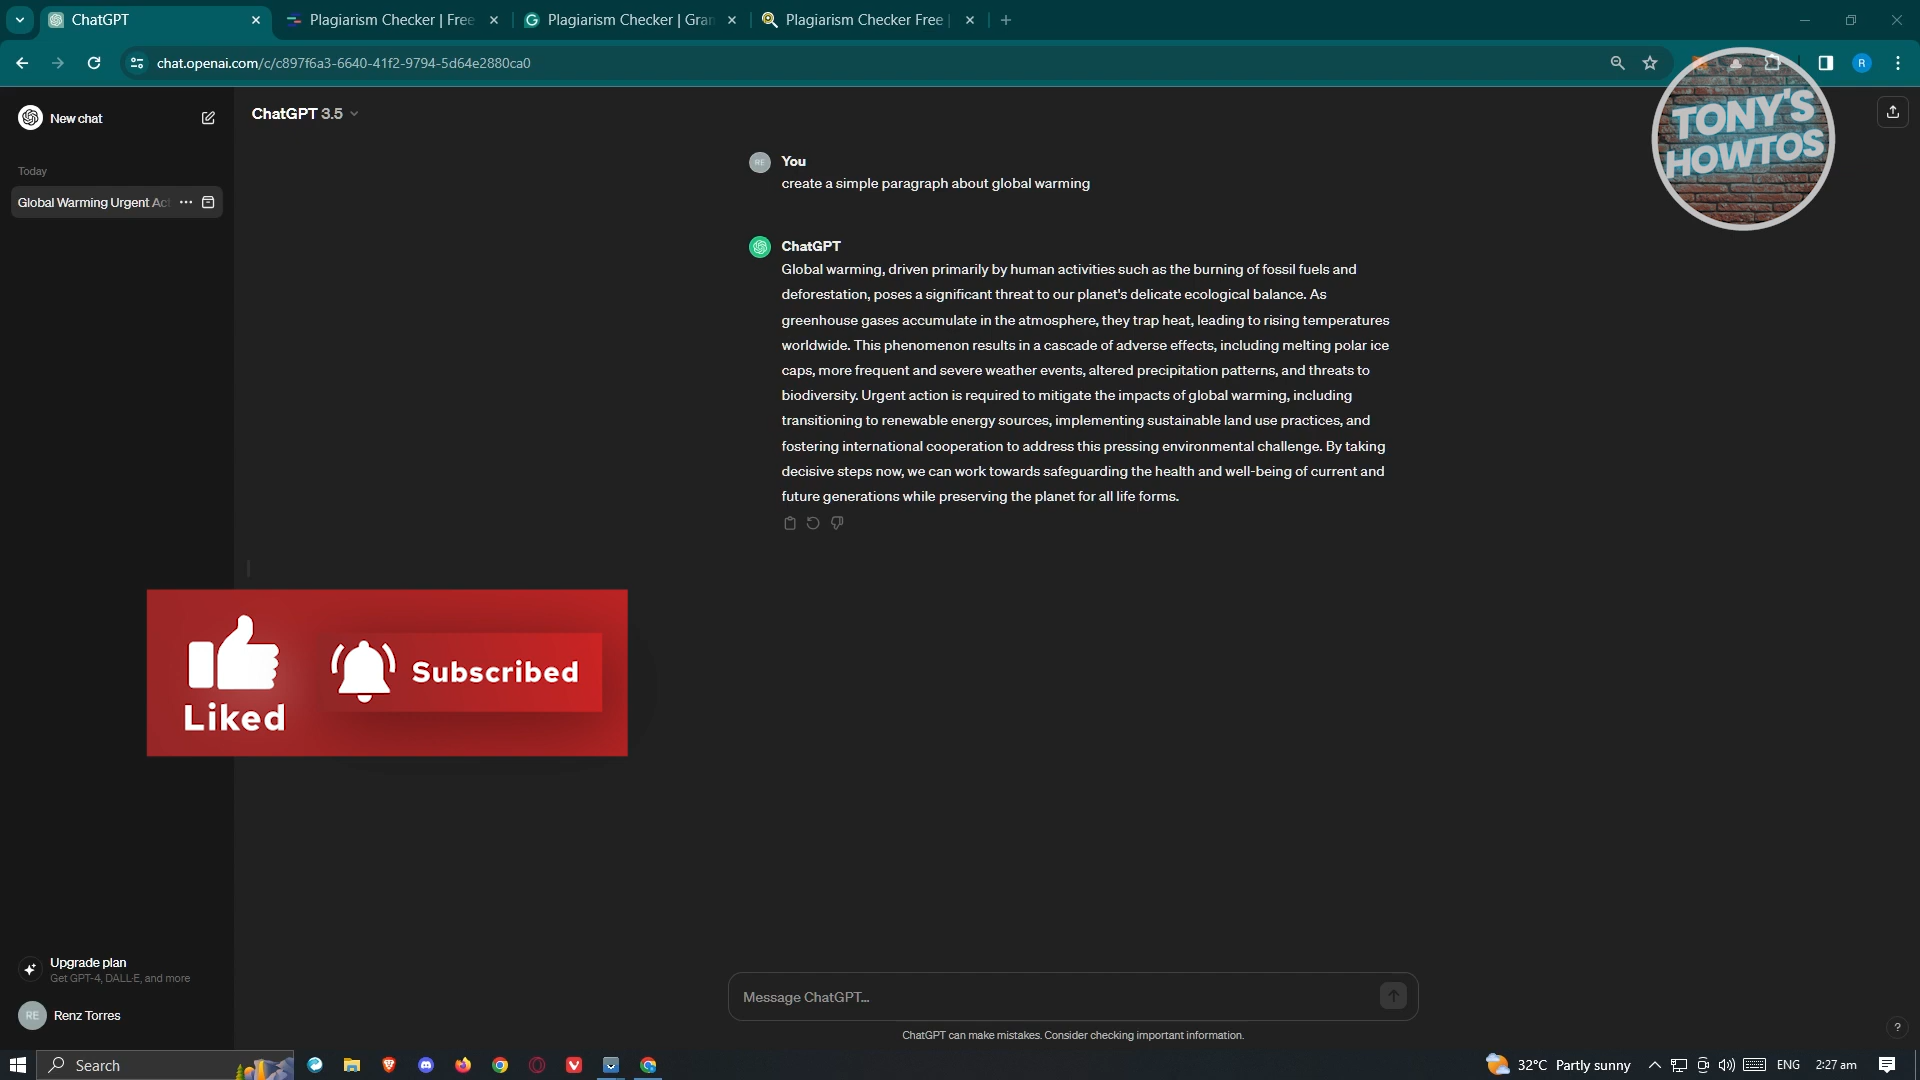 ChatGPT
Plagiarism Checker | Free
Plagiarism Checker | Gran
Plagiarism Checker Free |
chat.openai.com/c/c897f6a3-6640-41f2-9794-5d64e2880ca0
R
TONY'S
HOWTOS
New chat
ChatGPT 3.5
Today
Global Warming Urgent Act
RE
You
create a simple paragraph about global warming
ChatGPT
Global warming, driven primarily by human activities such as the burning of fossil fuels and
deforestation, poses a significant threat to our planet's delicate ecological balance. As
greenhouse gases accumulate in the atmosphere, they trap heat, leading to rising temperatures
worldwide. This phenomenon results in a cascade of adverse effects, including melting polar ice
caps, more frequent and severe weather events, altered precipitation patterns, and threats to
biodiversity. Urgent action is required to mitigate the impacts of global warming, including
transitioning to renewable energy sources, implementing sustainable land use practices, and
fostering international cooperation to address this pressing environmental challenge. By taking
decisive steps now, we can work towards safeguarding the health and well-being of current and
future generations while preserving the planet for all life forms.
Liked
Subscribed
Upgrade plan
Get GPT-4, DALL·E, and more
RE
Renz Torres
Message ChatGPT...
ChatGPT can make mistakes. Consider checking important information.
?
Search
32°C Partly sunny
ENG
2:27 am